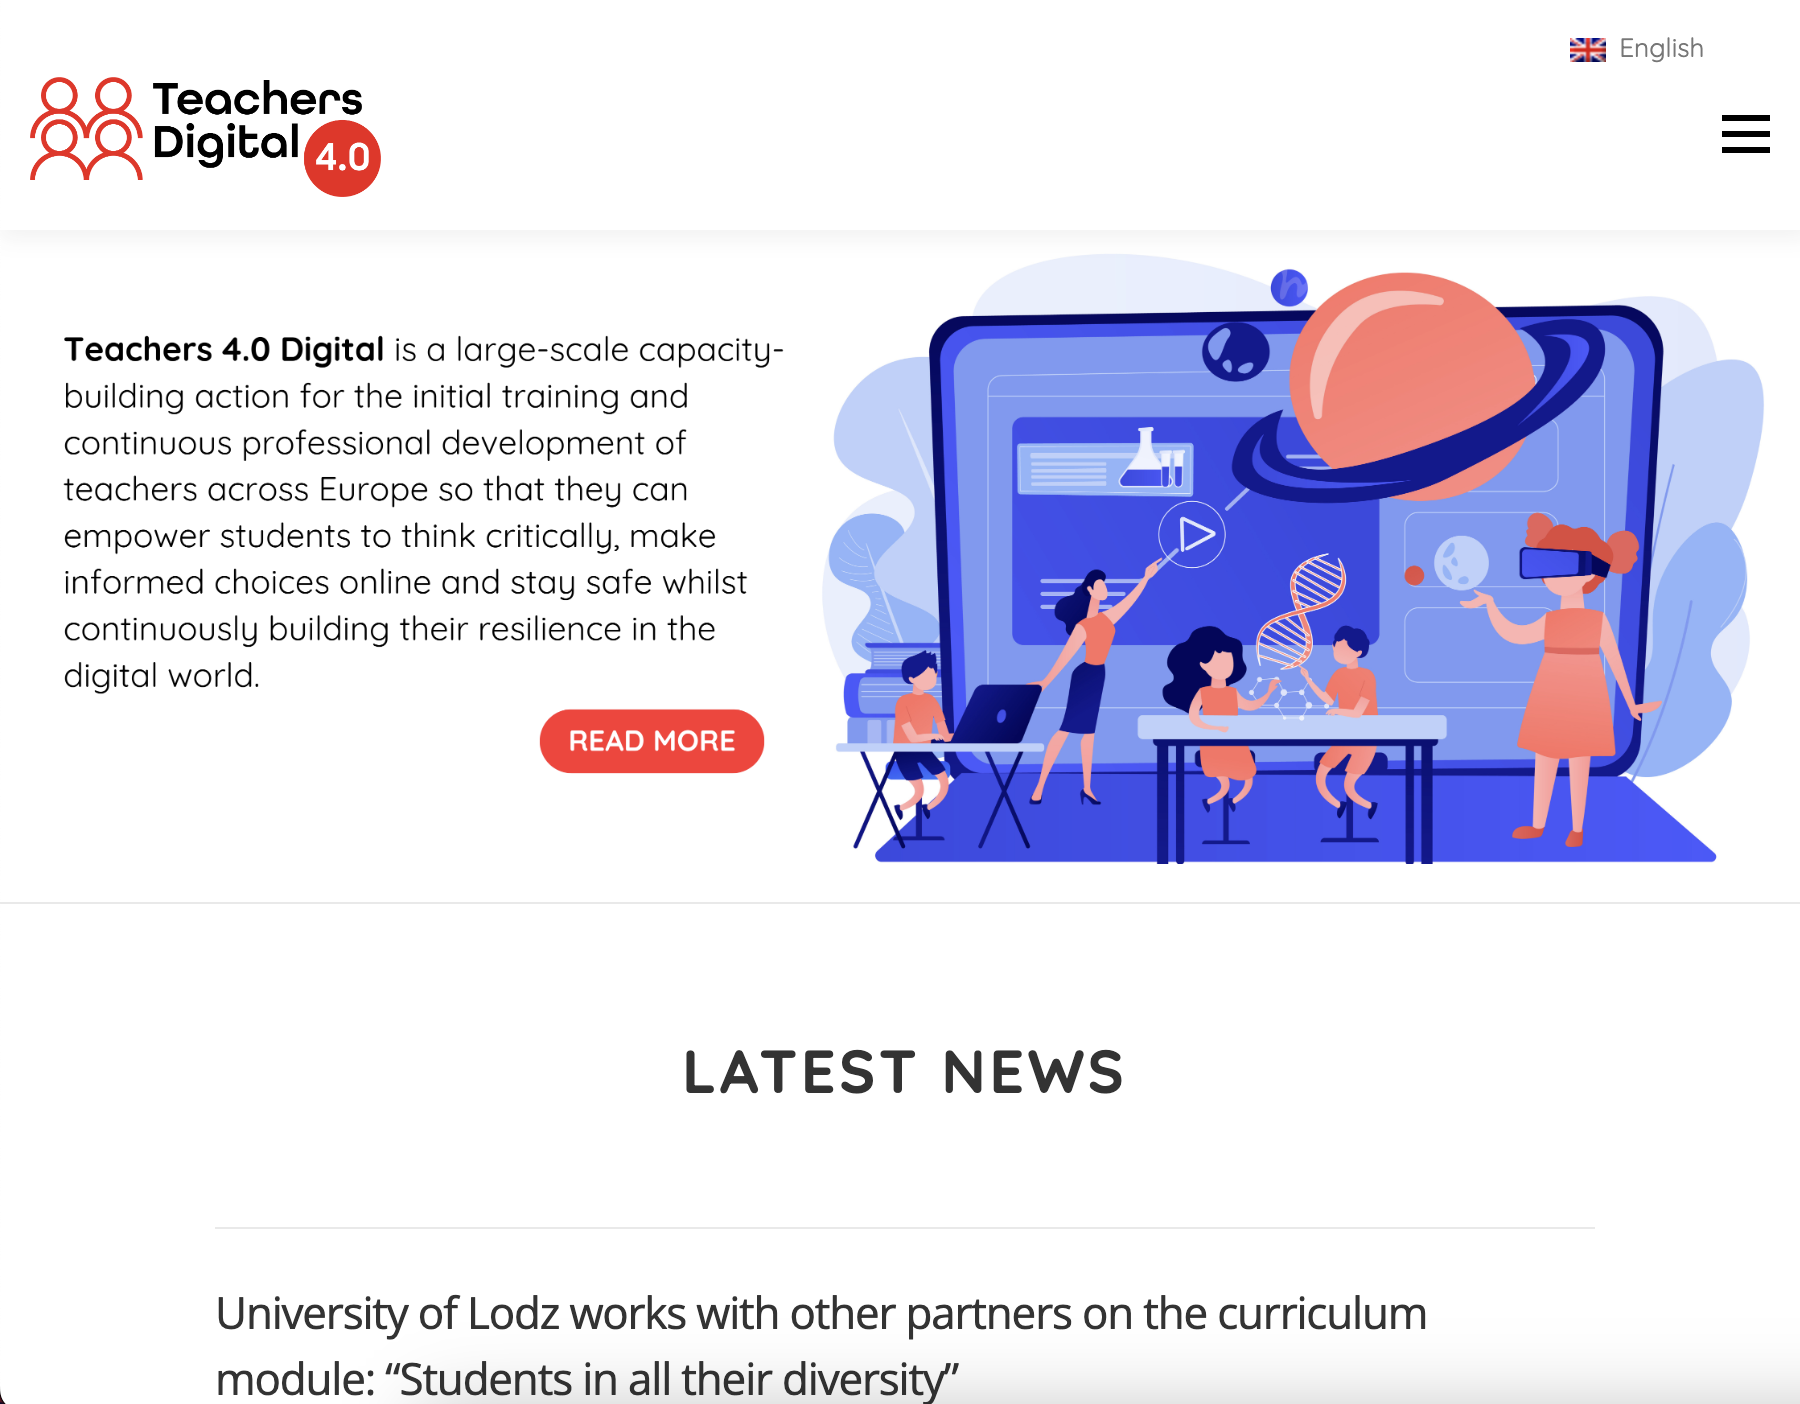 English
Teachers
Digital 4.0
Teachers 4.0 Digital is a large-scale capacity-
building action for the initial training and
continuous professional development of
teachers across Europe so that they can
empower students to think critically, make
informed choices online and stay safe whilst
continuously building their resilience in the
digital world.
READ MORE
LATEST NEWS
University of Lodz works with other partners on the curriculum
module: “Students in all their diversity”